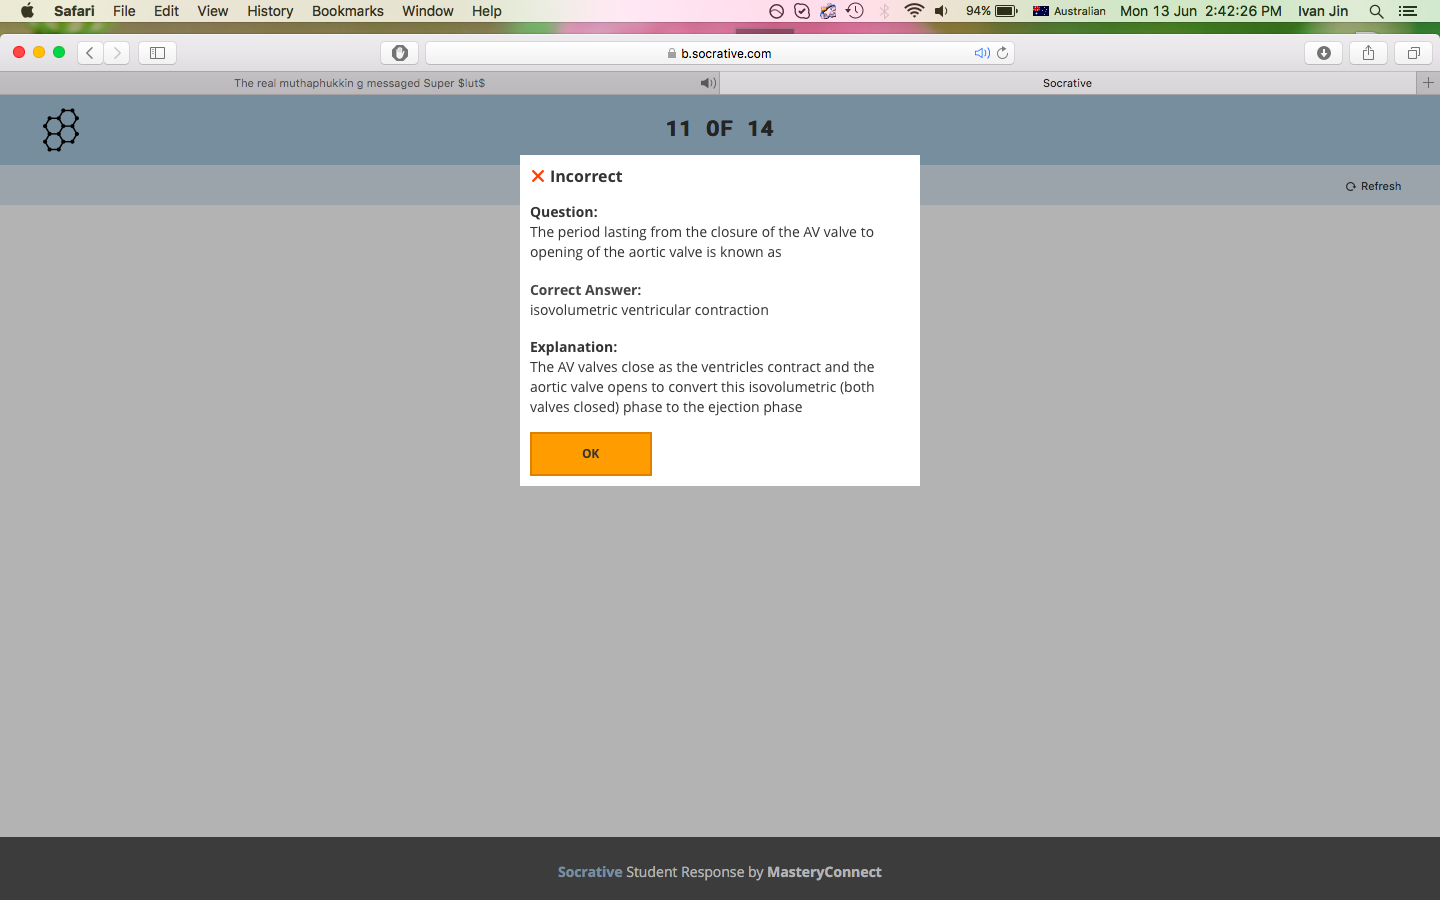 Safari File Edit View History Bookmarks Window Help 94% Australian Mon 13 Jun 2:42:26 PM Ivan Jin
b.socrative.com
The real muthaphukkin g messaged Super $lut$
Socrative
11 OF 14
Refresh
Incorrect
Question:
The period lasting from the closure of the AV valve to
opening of the aortic valve is known as
Correct Answer:
isovolumetric ventricular contraction
Explanation:
The AV valves close as the ventricles contract and the
aortic valve opens to convert this isovolumetric (both
valves closed) phase to the ejection phase
OK
Socrative Student Response by MasteryConnect